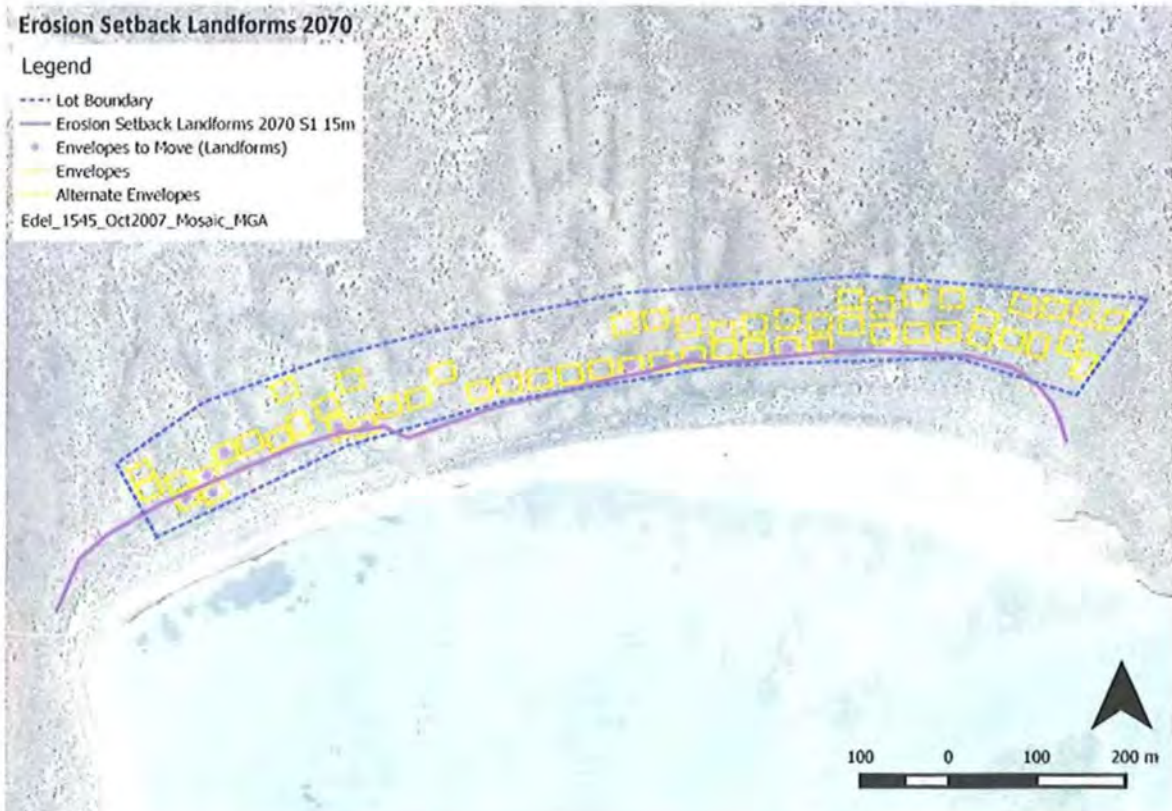 Erosion Setback Landforms 2070
Legend
Lot Boundary
Erosion Setback Landforms 2070 S1 15m
Envelopes to Move (Landforms)
Envelopes
Alternate Envelopes
Edel_1545_Oct2007_Mosaic_MGA
100 0 100 200 m